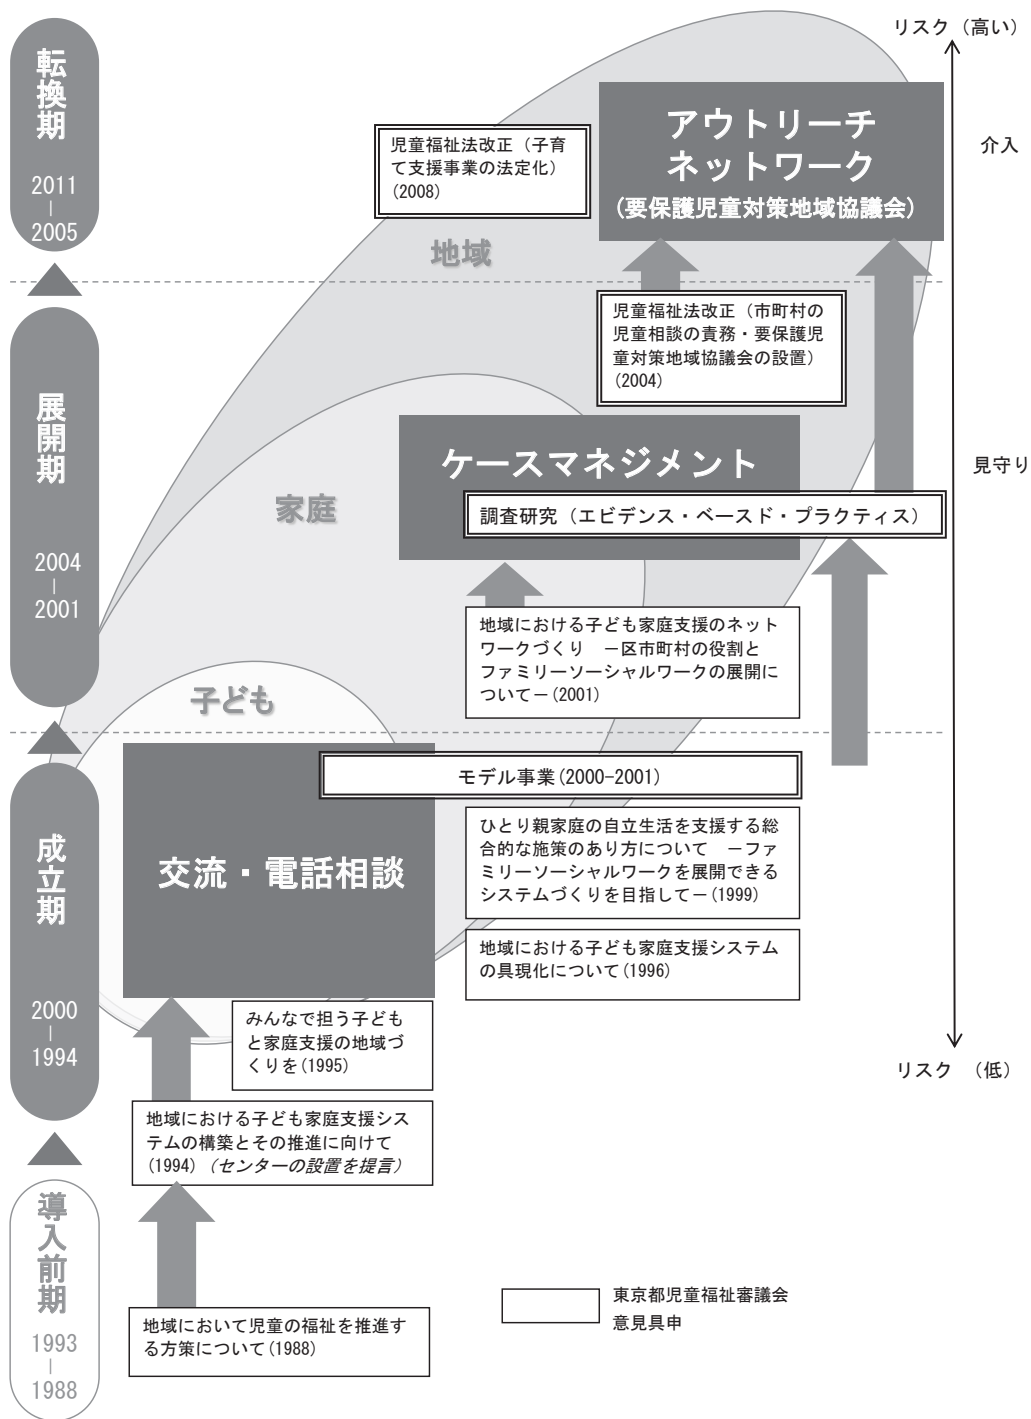 リスク（高い）
転換期
2011
｜
2005
アウトリーチ
ネットワーク
（要保護児童対策地域協議会）
介入
児童福祉法改正（子育
て支援事業の法定化）
(2008)
地域
児童福祉法改正（市町村の
児童相談の責務・要保護児
童対策地域協議会の設置）
(2004)
展開期
2004
｜
2001
ケースマネジメント
見守り
家庭
調査研究（エビデンス・ベースド・プラクティス）
地域における子ども家庭支援のネット
ワークづくり　－区市町村の役割と
ファミリーソーシャルワークの展開に
ついて－(2001)
子ども
成立期
2000
｜
1994
モデル事業(2000-2001)
交流・電話相談
ひとり親家庭の自立生活を支援する総
合的な施策のあり方について　－ファ
ミリーソーシャルワークを展開できる
システムづくりを目指して－(1999)
地域における子ども家庭支援システム
の具現化について(1996)
みんなで担う子ども
と家庭支援の地域づ
くりを(1995)
リスク　（低）
地域における子ども家庭支援シス
テムの構築とその推進に向けて
(1994)（センターの設置を提言）
導入前期
1993
｜
1988
地域において児童の福祉を推進す
る方策について(1988)
東京都児童福祉審議会
意見具申